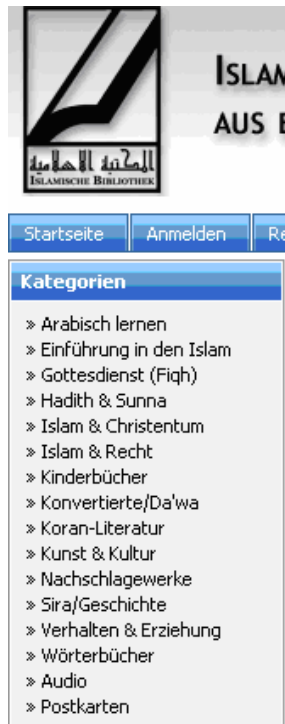 المكتبة الإسلامية
ISLAMISCHE BIBLIOTHEK
ISLAM
AUS
Startseite
Anmelden
Re
Kategorien
» Arabisch lernen
» Einführung in den Islam
» Gottesdienst (Fiqh)
» Hadith & Sunna
» Islam & Christentum
» Islam & Recht
» Kinderbücher
» Konvertierte/Da'wa
» Koran-Literatur
» Kunst & Kultur
» Nachschlagewerke
» Sira/Geschichte
» Verhalten & Erziehung
» Wörterbücher
» Audio
» Postkarten